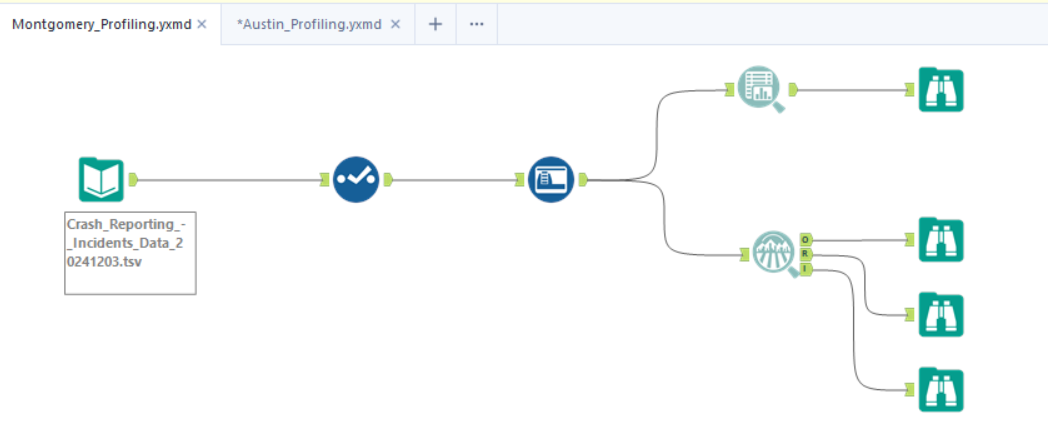 Montgomery_Profiling.yxmd × *Austin_Profiling.yxmd × + ...
Crash_Reporting_-
_Incidents_Data_2
0241203.tsv
O
R
I